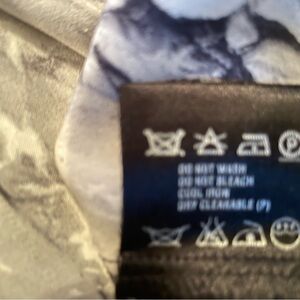 DO NOT WASH
DO NOT BLEACH
COOL IRON
DRY CLEANABLE (P)